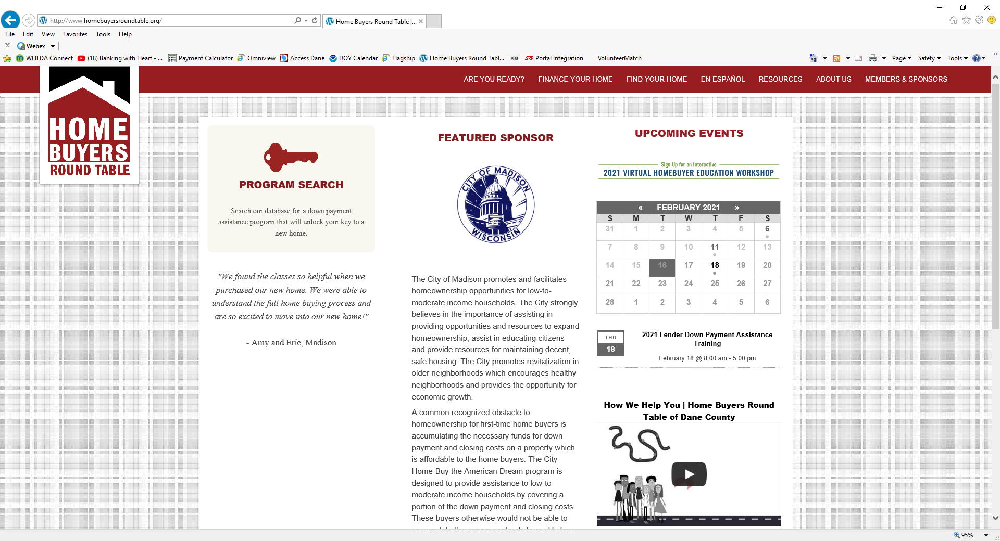 http://www.homebuyersroundtable.org/
Home Buyers Round Table |...
File Edit View Favorites Tools Help
x Webex
WHEDA Connect (18) Banking with Heart - ... Payment Calculator Omniview Access Dane DOY Calendar Flagship Home Buyers Round Tabl... KB ADP Portal Integration VolunteerMatch Page Safety Tools
ARE YOU READY? FINANCE YOUR HOME FIND YOUR HOME EN ESPAÑOL RESOURCES ABOUT US MEMBERS & SPONSORS
HOME
BUYERS
ROUND TABLE
PROGRAM SEARCH
Search our database for a down payment
assistance program that will unlock your key to a
new home.
"We found the classes so helpful when we
purchased our new home. We were able to
understand the full home buying process and
are so excited to move into our new home!"
- Amy and Eric, Madison
FEATURED SPONSOR
CITY OF MADISON
WISCONSIN
The City of Madison promotes and facilitates
homeownership opportunities for low-to-
moderate income households. The City strongly
believes in the importance of assisting in
providing opportunities and resources to expand
homeownership, assist in educating citizens
and provide resources for maintaining decent,
safe housing. The City promotes revitalization in
older neighborhoods which encourages healthy
neighborhoods and provides the opportunity for
economic growth.
A common recognized obstacle to
homeownership for first-time home buyers is
accumulating the necessary funds for down
payment and closing costs on a property which
is affordable to the home buyers. The City
Home-Buy the American Dream program is
designed to provide assistance to low-to-
moderate income households by covering a
portion of the down payment and closing costs.
These buyers otherwise would not be able to
accumulate the necessary funds to qualify for a
UPCOMING EVENTS
Sign Up for an Interactive
2021 VIRTUAL HOMEBUYER EDUCATION WORKSHOP
« FEBRUARY 2021 »
S M T W T F S
31 1 2 3 4 5 6
7 8 9 10 11 12 13
14 15 16 17 18 19 20
21 22 23 24 25 26 27
28 1 2 3 4 5 6
THU
18
2021 Lender Down Payment Assistance
Training
February 18 @ 8:00 am - 5:00 pm
How We Help You | Home Buyers Round
Table of Dane County
95%